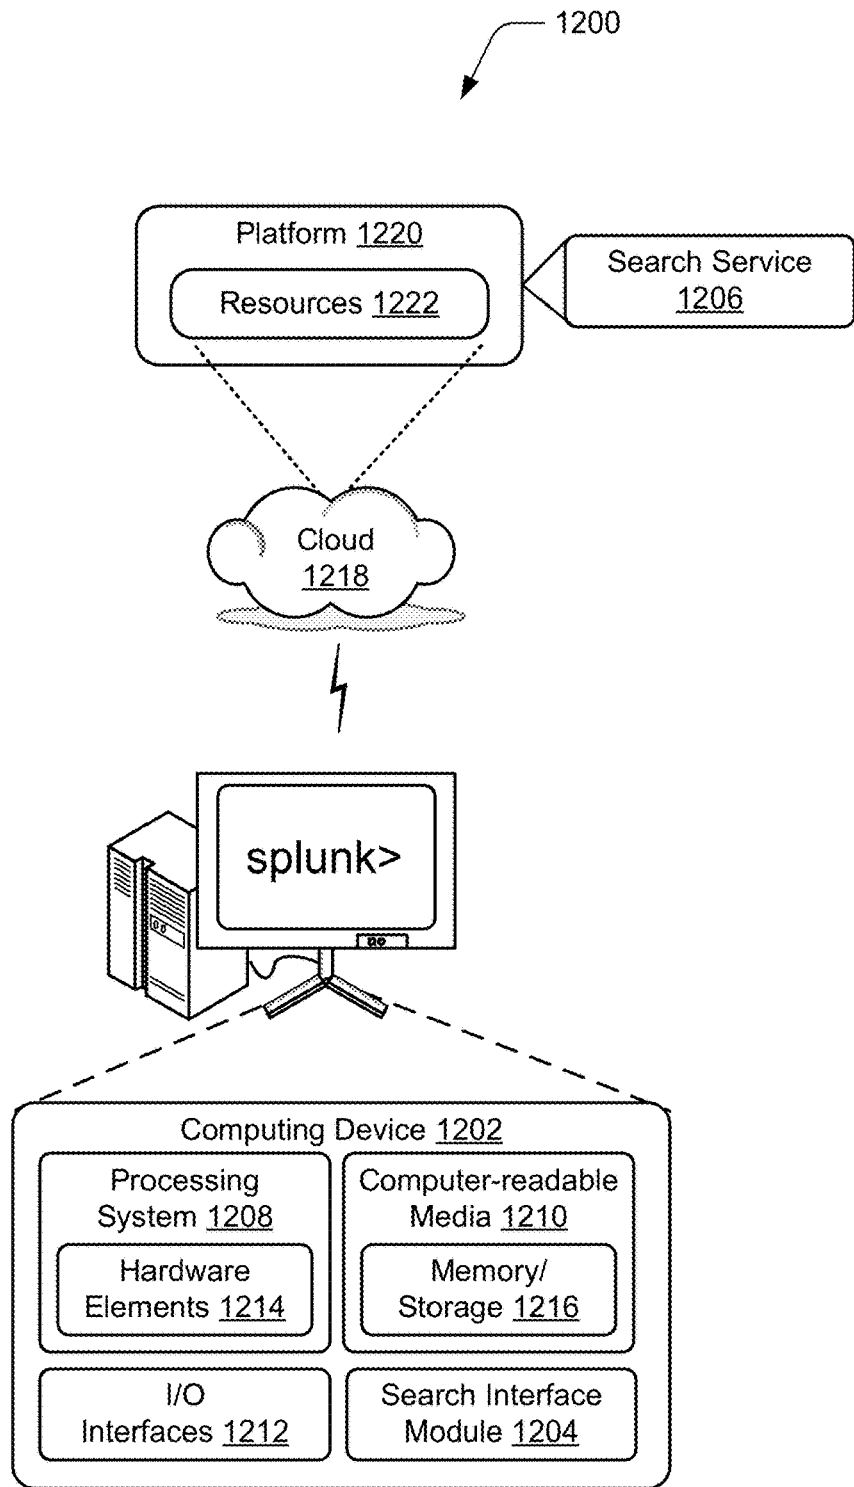 1200
Platform 1220
Resources 1222
Search Service
1206
Cloud
1218
splunk>
Computing Device 1202
Processing
System 1208
Hardware
Elements 1214
Computer-readable
Media 1210
Memory/
Storage 1216
I/O
Interfaces 1212
Search Interface
Module 1204